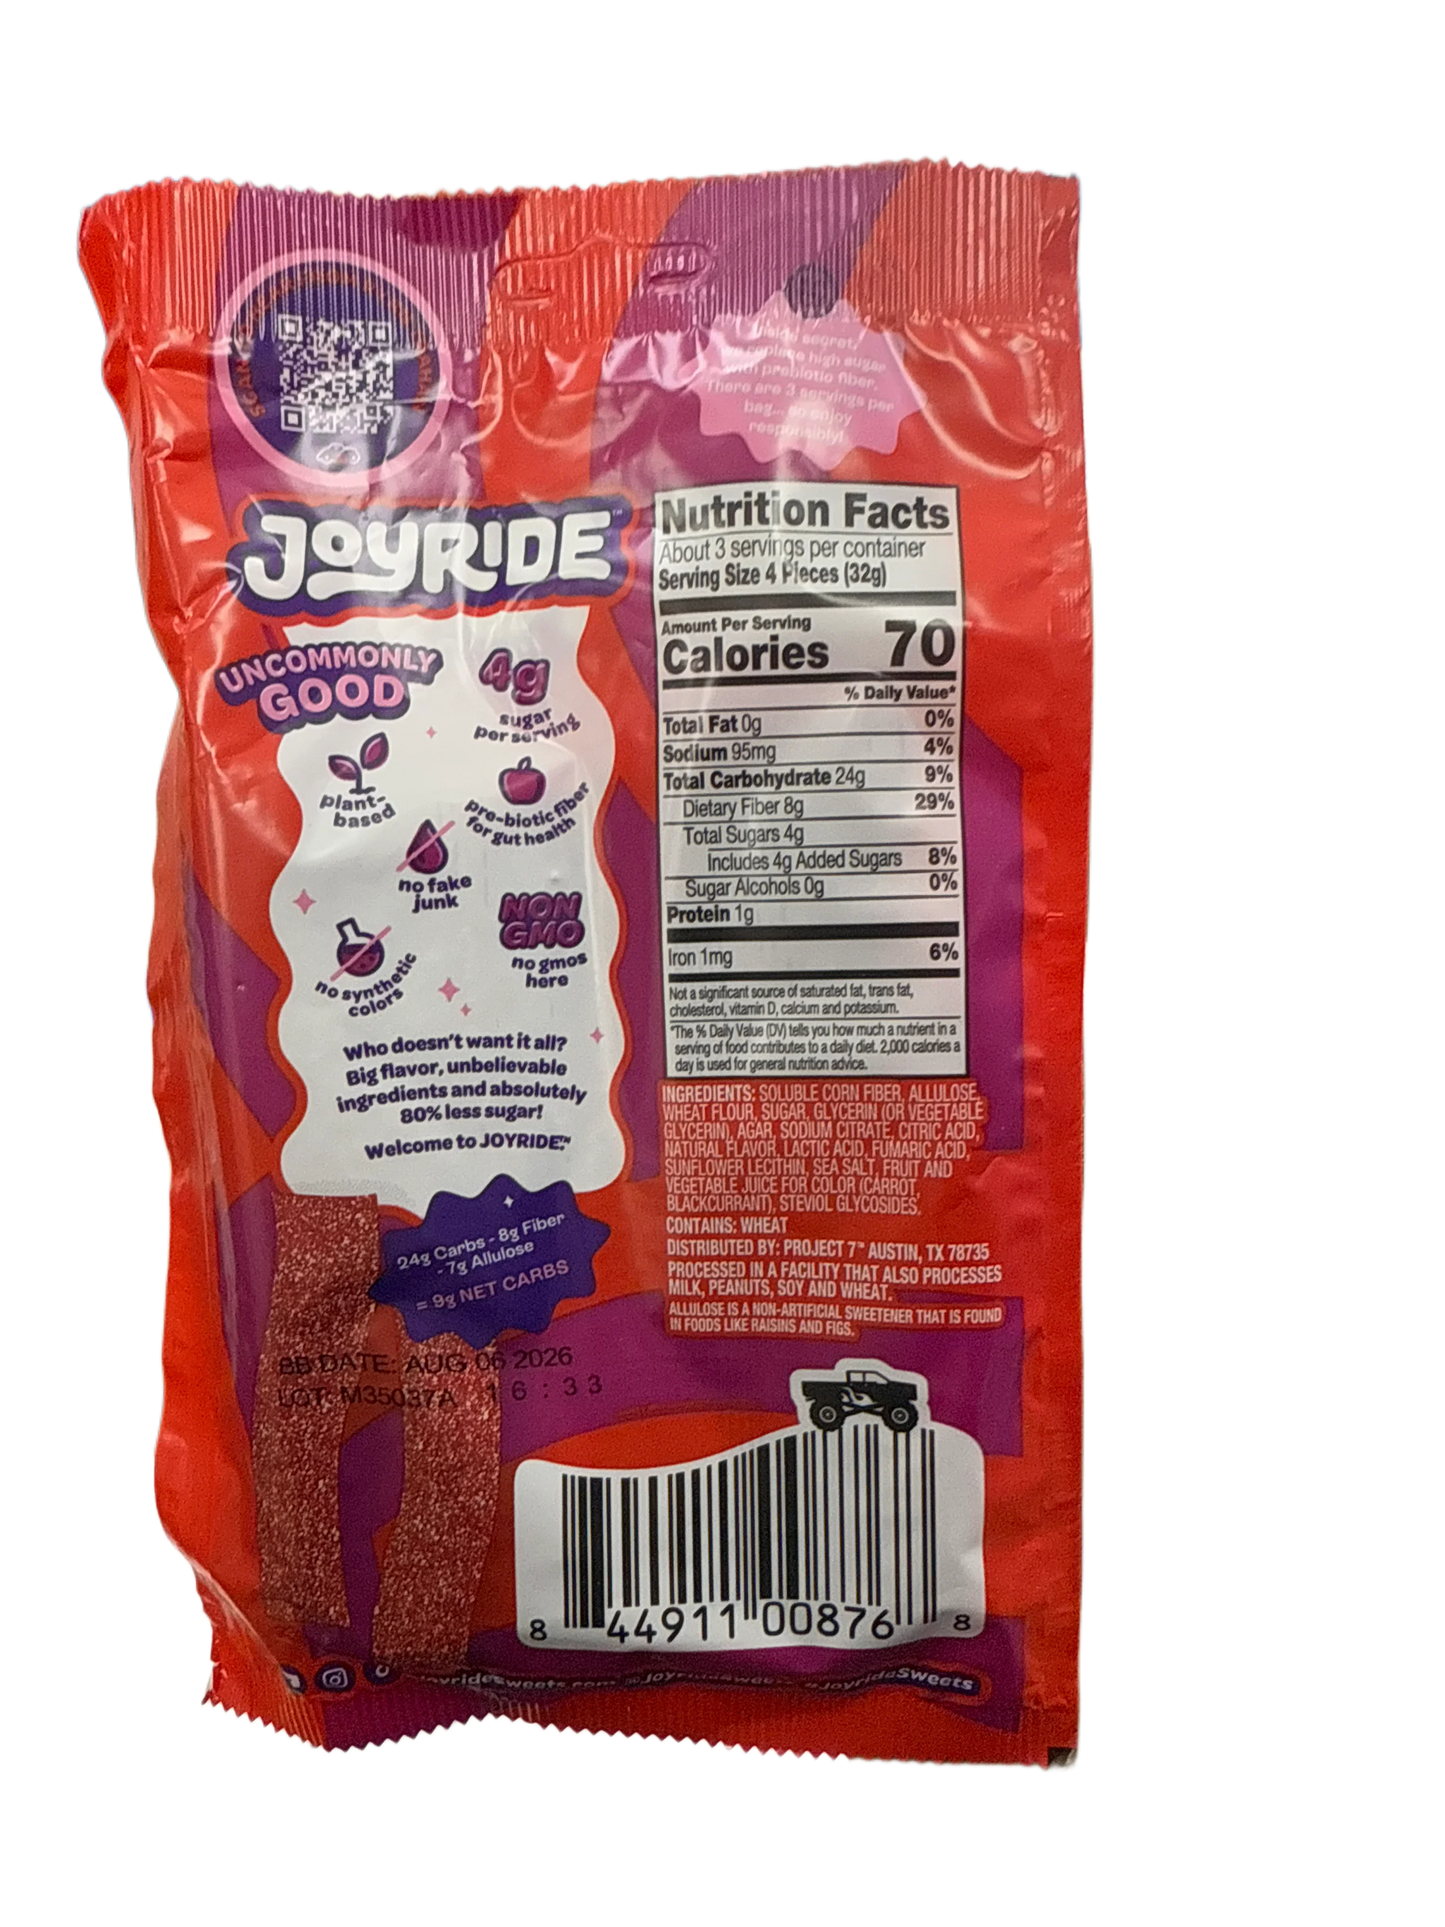 inside secret,
we replace high sugar
with prebiotic fiber.
There are 3 servings per
bag... so enjoy
responsibly!
JOYRIDE™
UNCOMMONLY
GOOD
4g
sugar
per serving
plant-
based
pre-biotic fiber
for gut health
no fake
junk
NON
GMO
no gmos
here
no synthetic
colors
Who doesn't want it all?
Big flavor, unbelievable
ingredients and absolutely
80% less sugar!
Welcome to JOYRIDE™
24g Carbs - 8g Fiber
- 7g Allulose
= 9g NET CARBS
BB DATE: AUG 06 2026
LOT: M35037A 16:33
Nutrition Facts
About 3 servings per container
Serving Size 4 Pieces (32g)
Amount Per Serving
Calories 70
% Daily Value*
Total Fat 0g 0%
Sodium 95mg 4%
Total Carbohydrate 24g 9%
Dietary Fiber 8g 29%
Total Sugars 4g
Includes 4g Added Sugars 8%
Sugar Alcohols 0g 0%
Protein 1g
Iron 1mg 6%
Not a significant source of saturated fat, trans fat,
cholesterol, vitamin D, calcium and potassium.
*The % Daily Value (DV) tells you how much a nutrient in a
serving of food contributes to a daily diet. 2,000 calories a
day is used for general nutrition advice.
INGREDIENTS: SOLUBLE CORN FIBER, ALLULOSE,
WHEAT FLOUR, SUGAR, GLYCERIN (OR VEGETABLE
GLYCERIN), AGAR, SODIUM CITRATE, CITRIC ACID,
NATURAL FLAVOR, LACTIC ACID, FUMARIC ACID,
SUNFLOWER LECITHIN, SEA SALT, FRUIT AND
VEGETABLE JUICE FOR COLOR (CARROT,
BLACKCURRANT), STEVIOL GLYCOSIDES.
CONTAINS: WHEAT
DISTRIBUTED BY: PROJECT 7™ AUSTIN, TX 78735
PROCESSED IN A FACILITY THAT ALSO PROCESSES
MILK, PEANUTS, SOY AND WHEAT.
ALLULOSE IS A NON-ARTIFICIAL SWEETENER THAT IS FOUND
IN FOODS LIKE RAISINS AND FIGS.
8 44911 00876 8
@JoyrideSweets